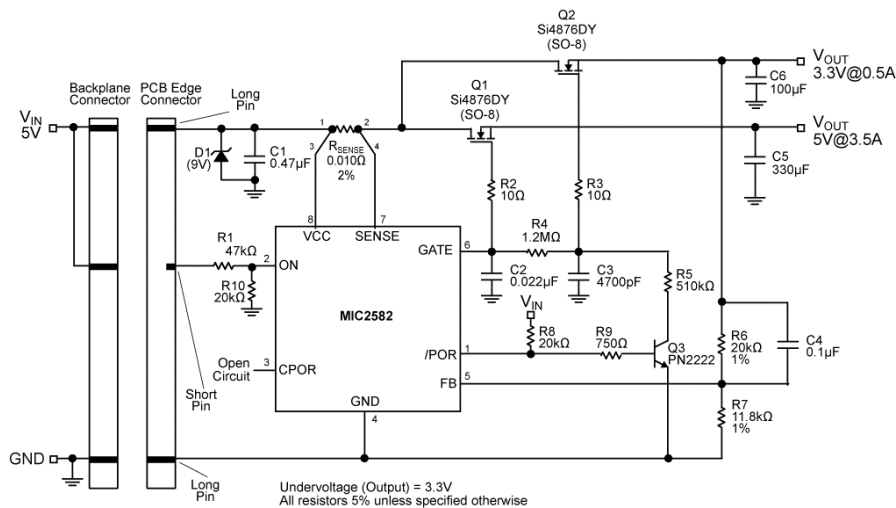 Q2
Si4876DY
(SO-8)
VOUT
3.3V@0.5A
C6
100µF
Backplane
Connector
PCB Edge
Connector
Long
Pin
Q1
Si4876DY
(SO-8)
VIN
5V
1
2
VOUT
5V@3.5A
D1
(9V)
C1
0.47µF
3
4
RSENSE
0.010Ω
2%
C5
330µF
R2
10Ω
R3
10Ω
8
7
VCC
SENSE
R4
1.2MΩ
GATE
6
R1
47kΩ
2
ON
C2
0.022µF
C3
4700pF
R5
510kΩ
R10
20kΩ
MIC2582
VIN
R8
20kΩ
R9
750Ω
/POR
1
Q3
PN2222
R6
20kΩ
1%
C4
0.1µF
Open
Circuit
3
CPOR
FB
5
Short
Pin
GND
4
R7
11.8kΩ
1%
GND
Long
Pin
Undervoltage (Output) = 3.3V
All resistors 5% unless specified otherwise